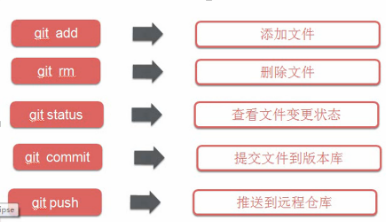 git add 添加文件
git rm 删除文件
git status 查看文件变更状态
git commit 提交文件到版本库
git push 推送到远程仓库
ipse